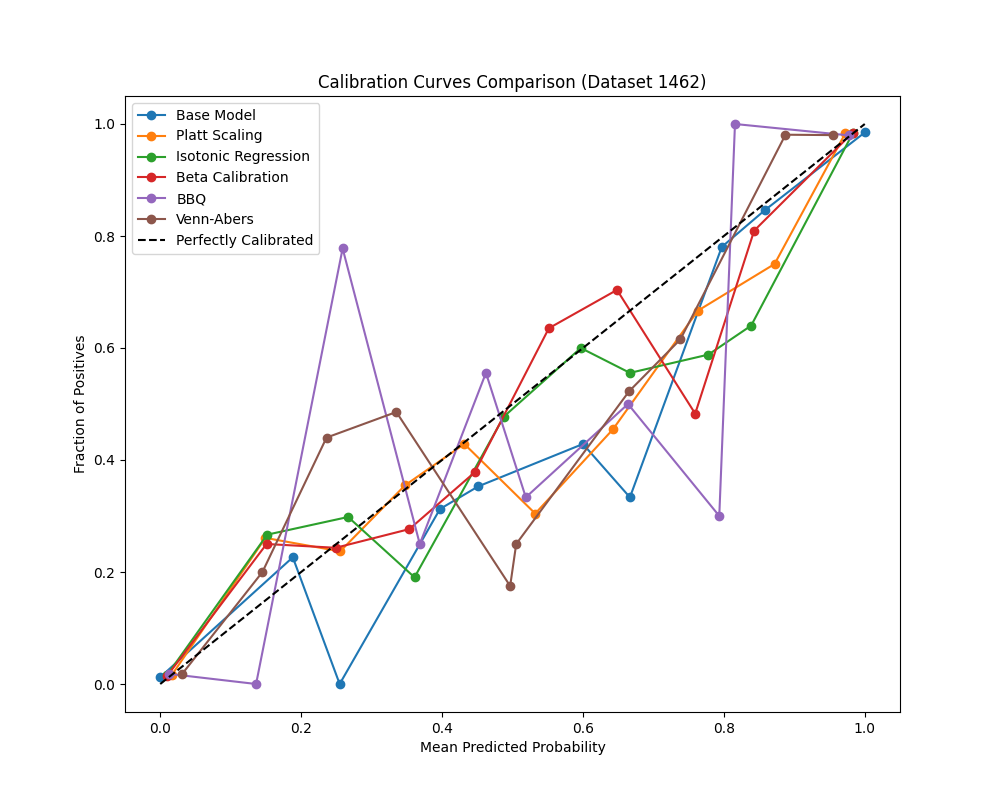 Calibration Curves Comparison (Dataset 1462)
Base Model
Platt Scaling
Isotonic Regression
Beta Calibration
BBQ
Venn-Abers
Perfectly Calibrated
Fraction of Positives
1.0
0.8
0.6
0.4
0.2
0.0
0.0 0.2 0.4 0.6 0.8 1.0
Mean Predicted Probability